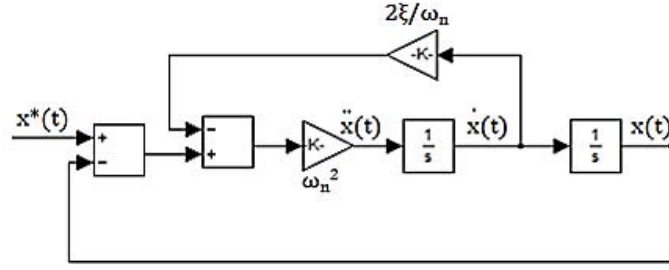 2ξ/ωₙ
-K-
x*(t)
+
−
−
+
K-
ωₙ²
ẍ(t)
1/s
ẋ(t)
1/s
x(t)